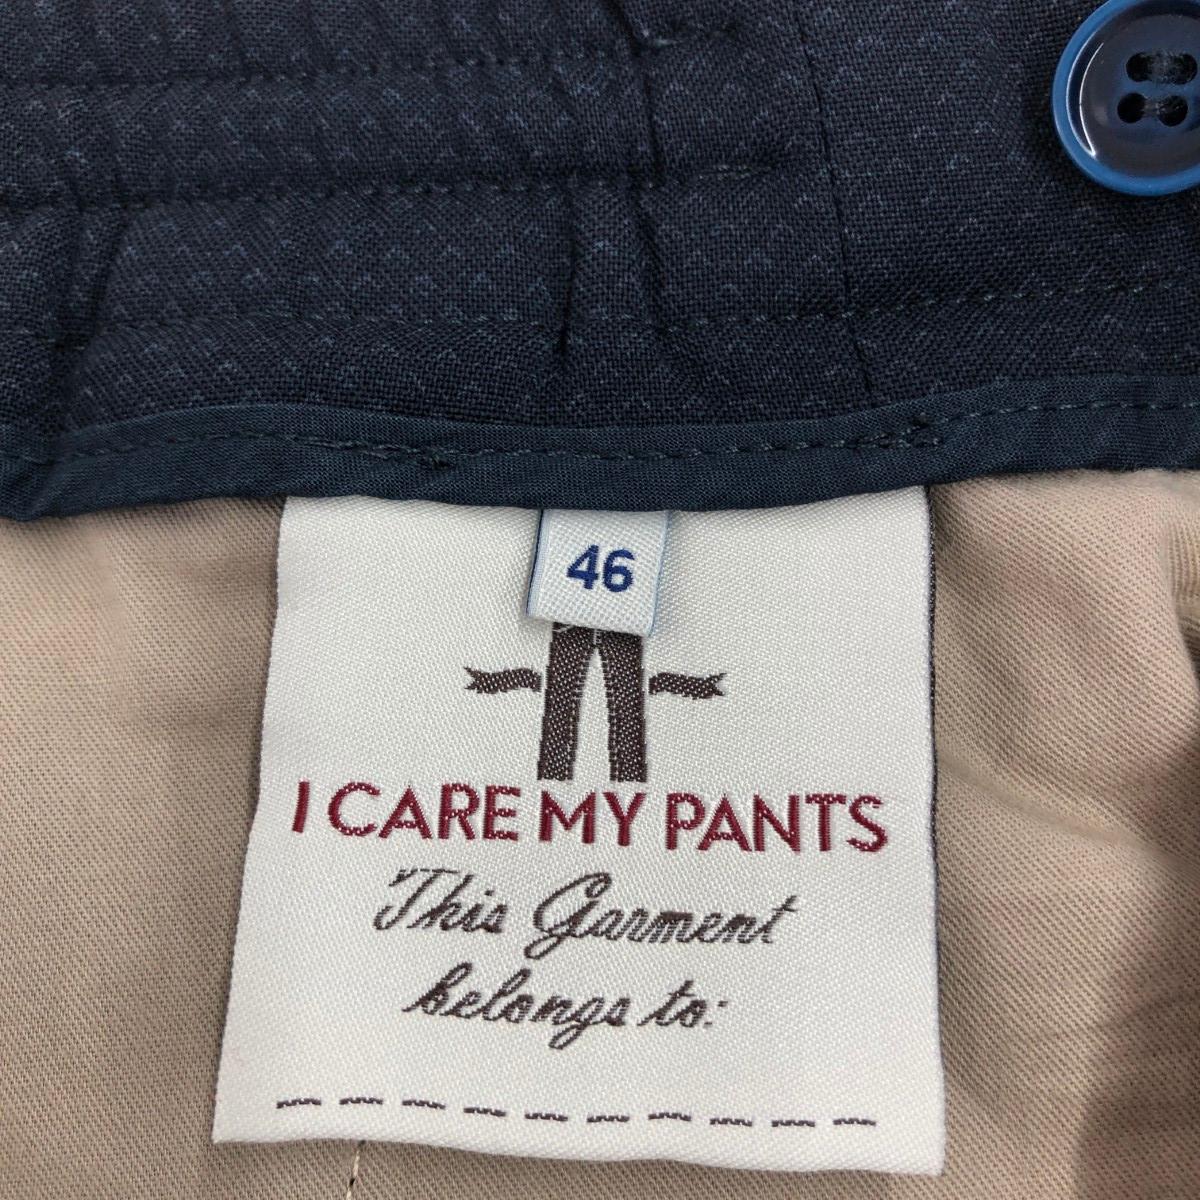 46
I CARE MY PANTS
This Garment
belongs to: